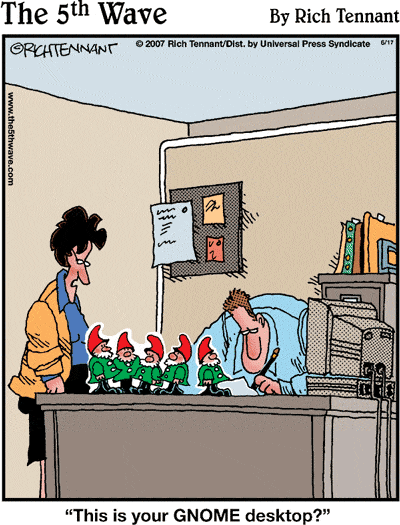 The 5th Wave
By Rich Tennant
©RICHTENNANT
© 2007 Rich Tennant/Dist. by Universal Press Syndicate
6/17
www.the5thwave.com
"This is your GNOME desktop?"